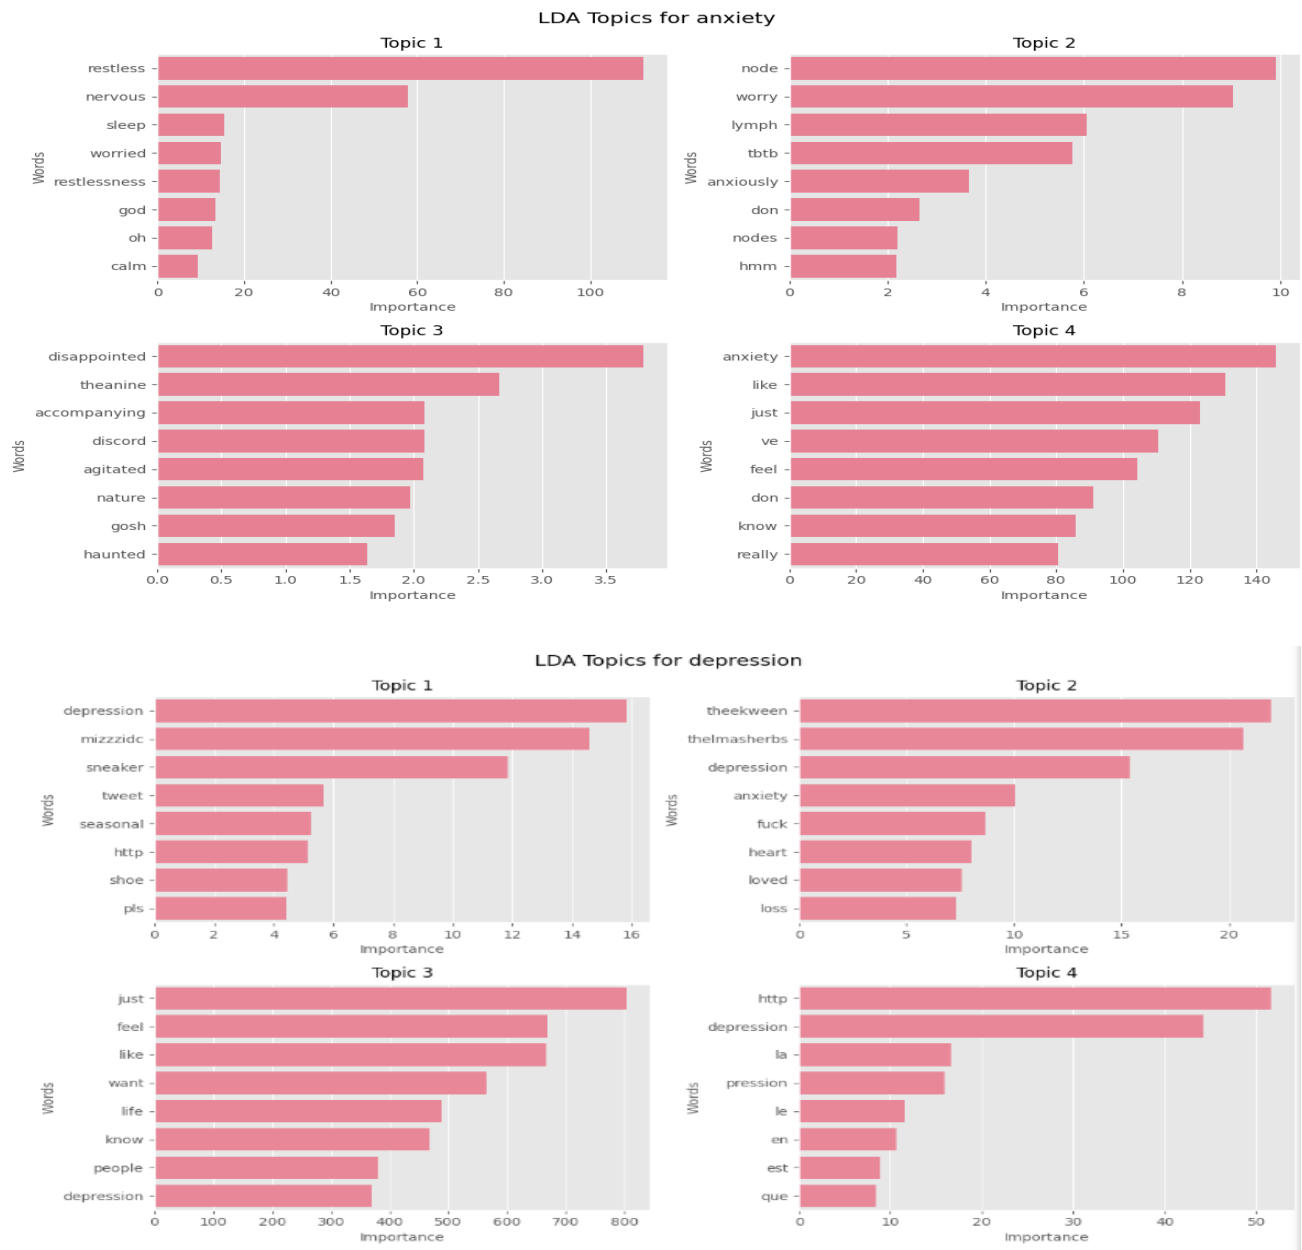 LDA Topics for anxiety
Topic 1
Words
restless
nervous
sleep
worried
restlessness
god
oh
calm
0 20 40 60 80 100
Importance
Topic 2
Words
node
worry
lymph
tbtb
anxiously
don
nodes
hmm
0 2 4 6 8 10
Importance
Topic 3
Words
disappointed
theanine
accompanying
discord
agitated
nature
gosh
haunted
0.0 0.5 1.0 1.5 2.0 2.5 3.0 3.5
Importance
Topic 4
Words
anxiety
like
just
ve
feel
don
know
really
0 20 40 60 80 100 120 140
Importance
LDA Topics for depression
Topic 1
Words
depression
mizzzidc
sneaker
tweet
seasonal
http
shoe
pls
0 2 4 6 8 10 12 14 16
Importance
Topic 2
Words
theekween
thelmasherbs
depression
anxiety
fuck
heart
loved
loss
0 5 10 15 20
Importance
Topic 3
Words
just
feel
like
want
life
know
people
depression
0 100 200 300 400 500 600 700 800
Importance
Topic 4
Words
http
depression
la
pression
le
en
est
que
0 10 20 30 40 50
Importance